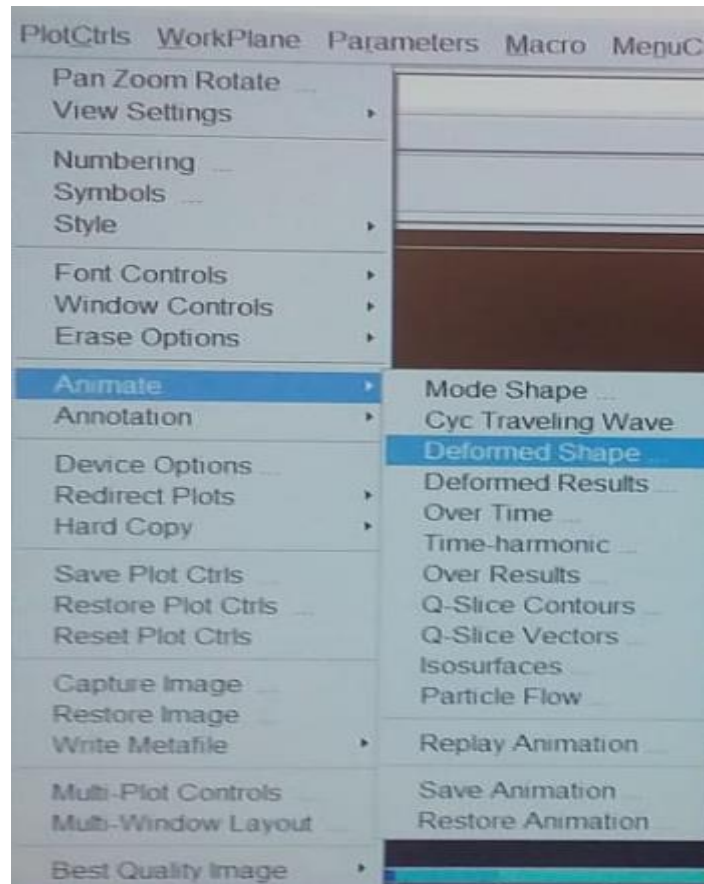 PlotCtrls WorkPlane Parameters Macro MenuC
Pan Zoom Rotate ...
View Settings
Numbering ...
Symbols ...
Style
Font Controls
Window Controls
Erase Options
Animate
Annotation
Device Options ...
Redirect Plots
Hard Copy
Save Plot Ctrls ...
Restore Plot Ctrls ...
Reset Plot Ctrls
Capture Image ...
Restore Image ...
Write Metafile
Multi-Plot Controls ...
Multi-Window Layout ...
Best Quality Image
Mode Shape ...
Cyc Traveling Wave
Deformed Shape ...
Deformed Results ...
Over Time ...
Time-harmonic ...
Over Results ...
Q-Slice Contours ...
Q-Slice Vectors ...
Isosurfaces ...
Particle Flow ...
Replay Animation ...
Save Animation ...
Restore Animation ...